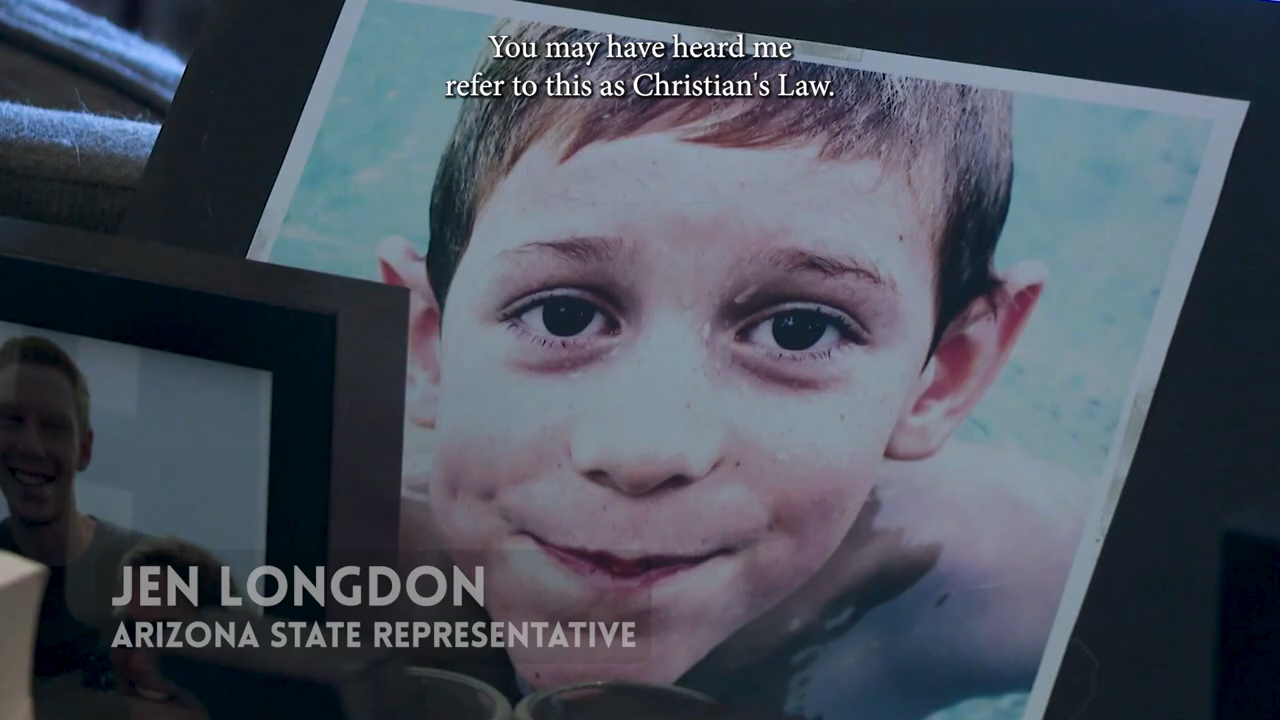 You may have heard me
refer to this as Christian's Law.
JEN LONGDON
ARIZONA STATE REPRESENTATIVE